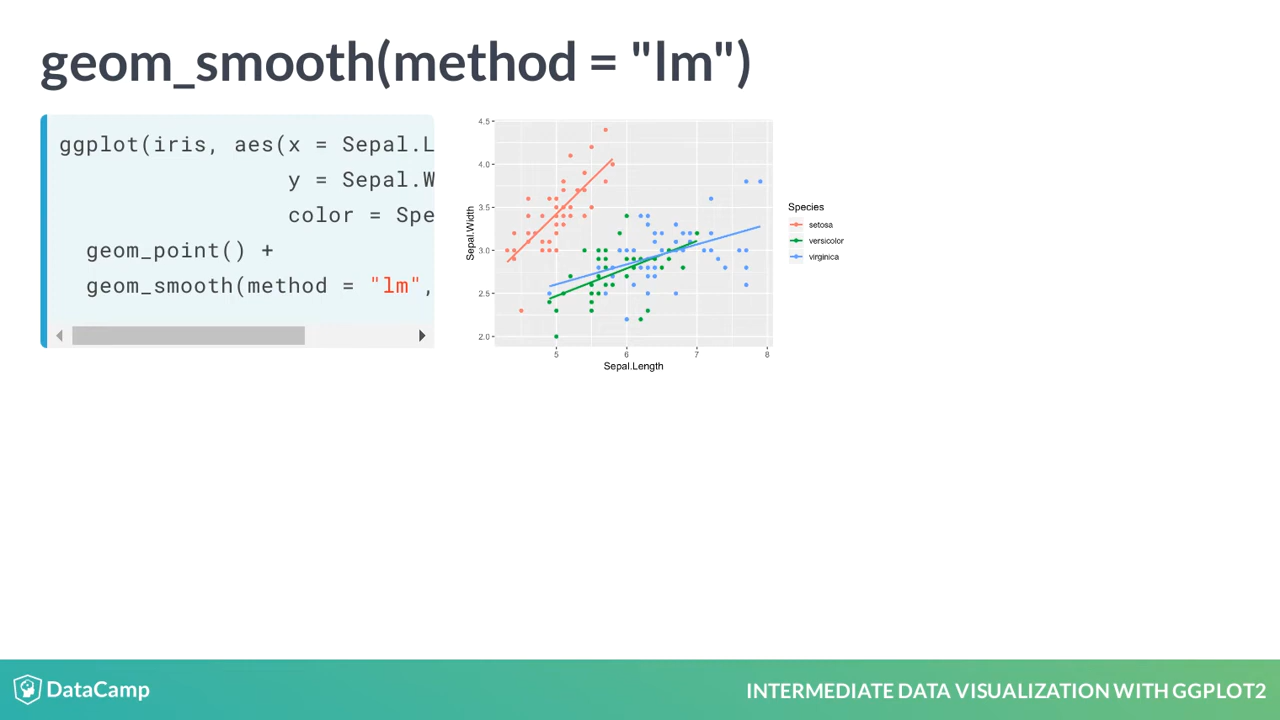 geom_smooth(method = "lm")
ggplot(iris, aes(x = Sepal.L
y = Sepal.W
color = Spe
geom_point() +
geom_smooth(method = "lm",
4.5
4.0
3.5
3.0
2.5
2.0
Sepal.Width
5 6 7 8
Sepal.Length
Species
setosa
versicolor
virginica
DataCamp
INTERMEDIATE DATA VISUALIZATION WITH GGPLOT2